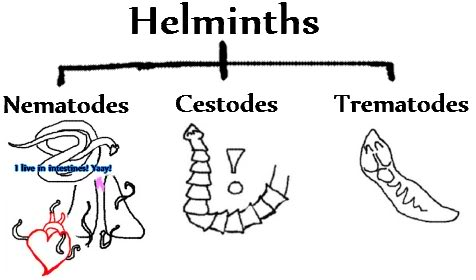 Helminths
Nematodes Cestodes Trematodes
I live in intestines! Yaay!
!